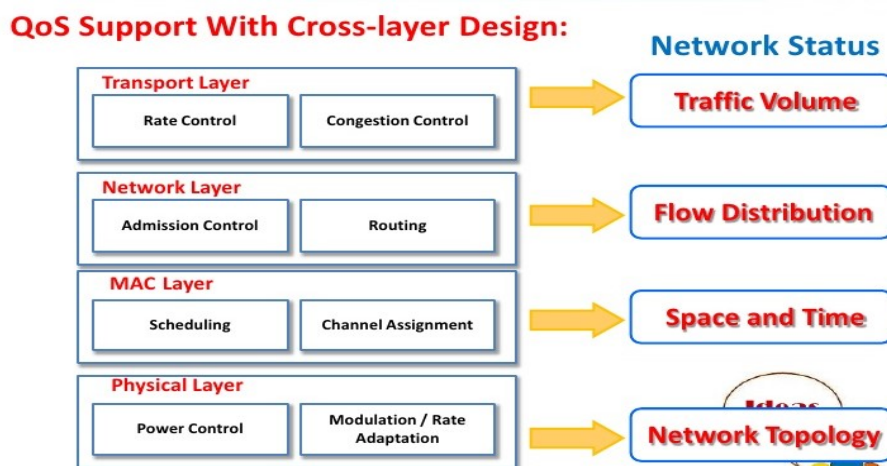 QoS Support With Cross-layer Design:
Network Status
Transport Layer
Rate Control
Congestion Control
Traffic Volume
Network Layer
Admission Control
Routing
Flow Distribution
MAC Layer
Scheduling
Channel Assignment
Space and Time
Physical Layer
Power Control
Modulation / Rate
Adaptation
Ideas
Network Topology